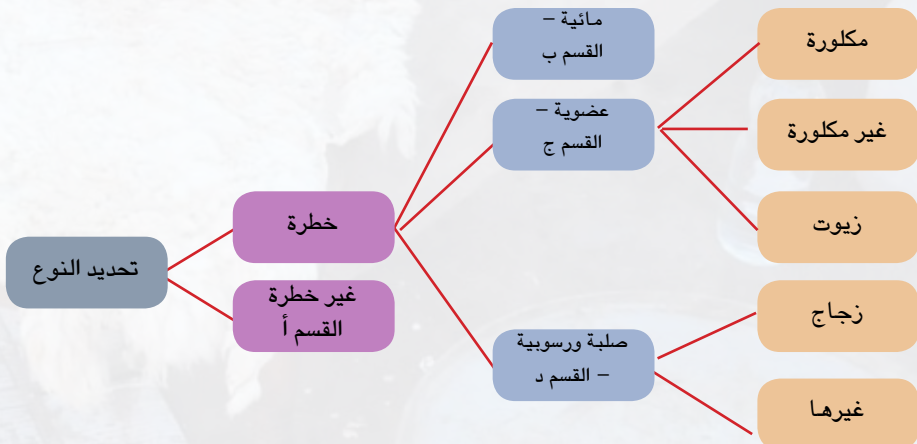 تحديد النوع
خطرة
غير خطرة
القسم أ
مائية –
القسم ب
عضوية –
القسم ج
صلبة ورسوبية
– القسم د
مكلورة
غير مكلورة
زيوت
زجاج
غيرها